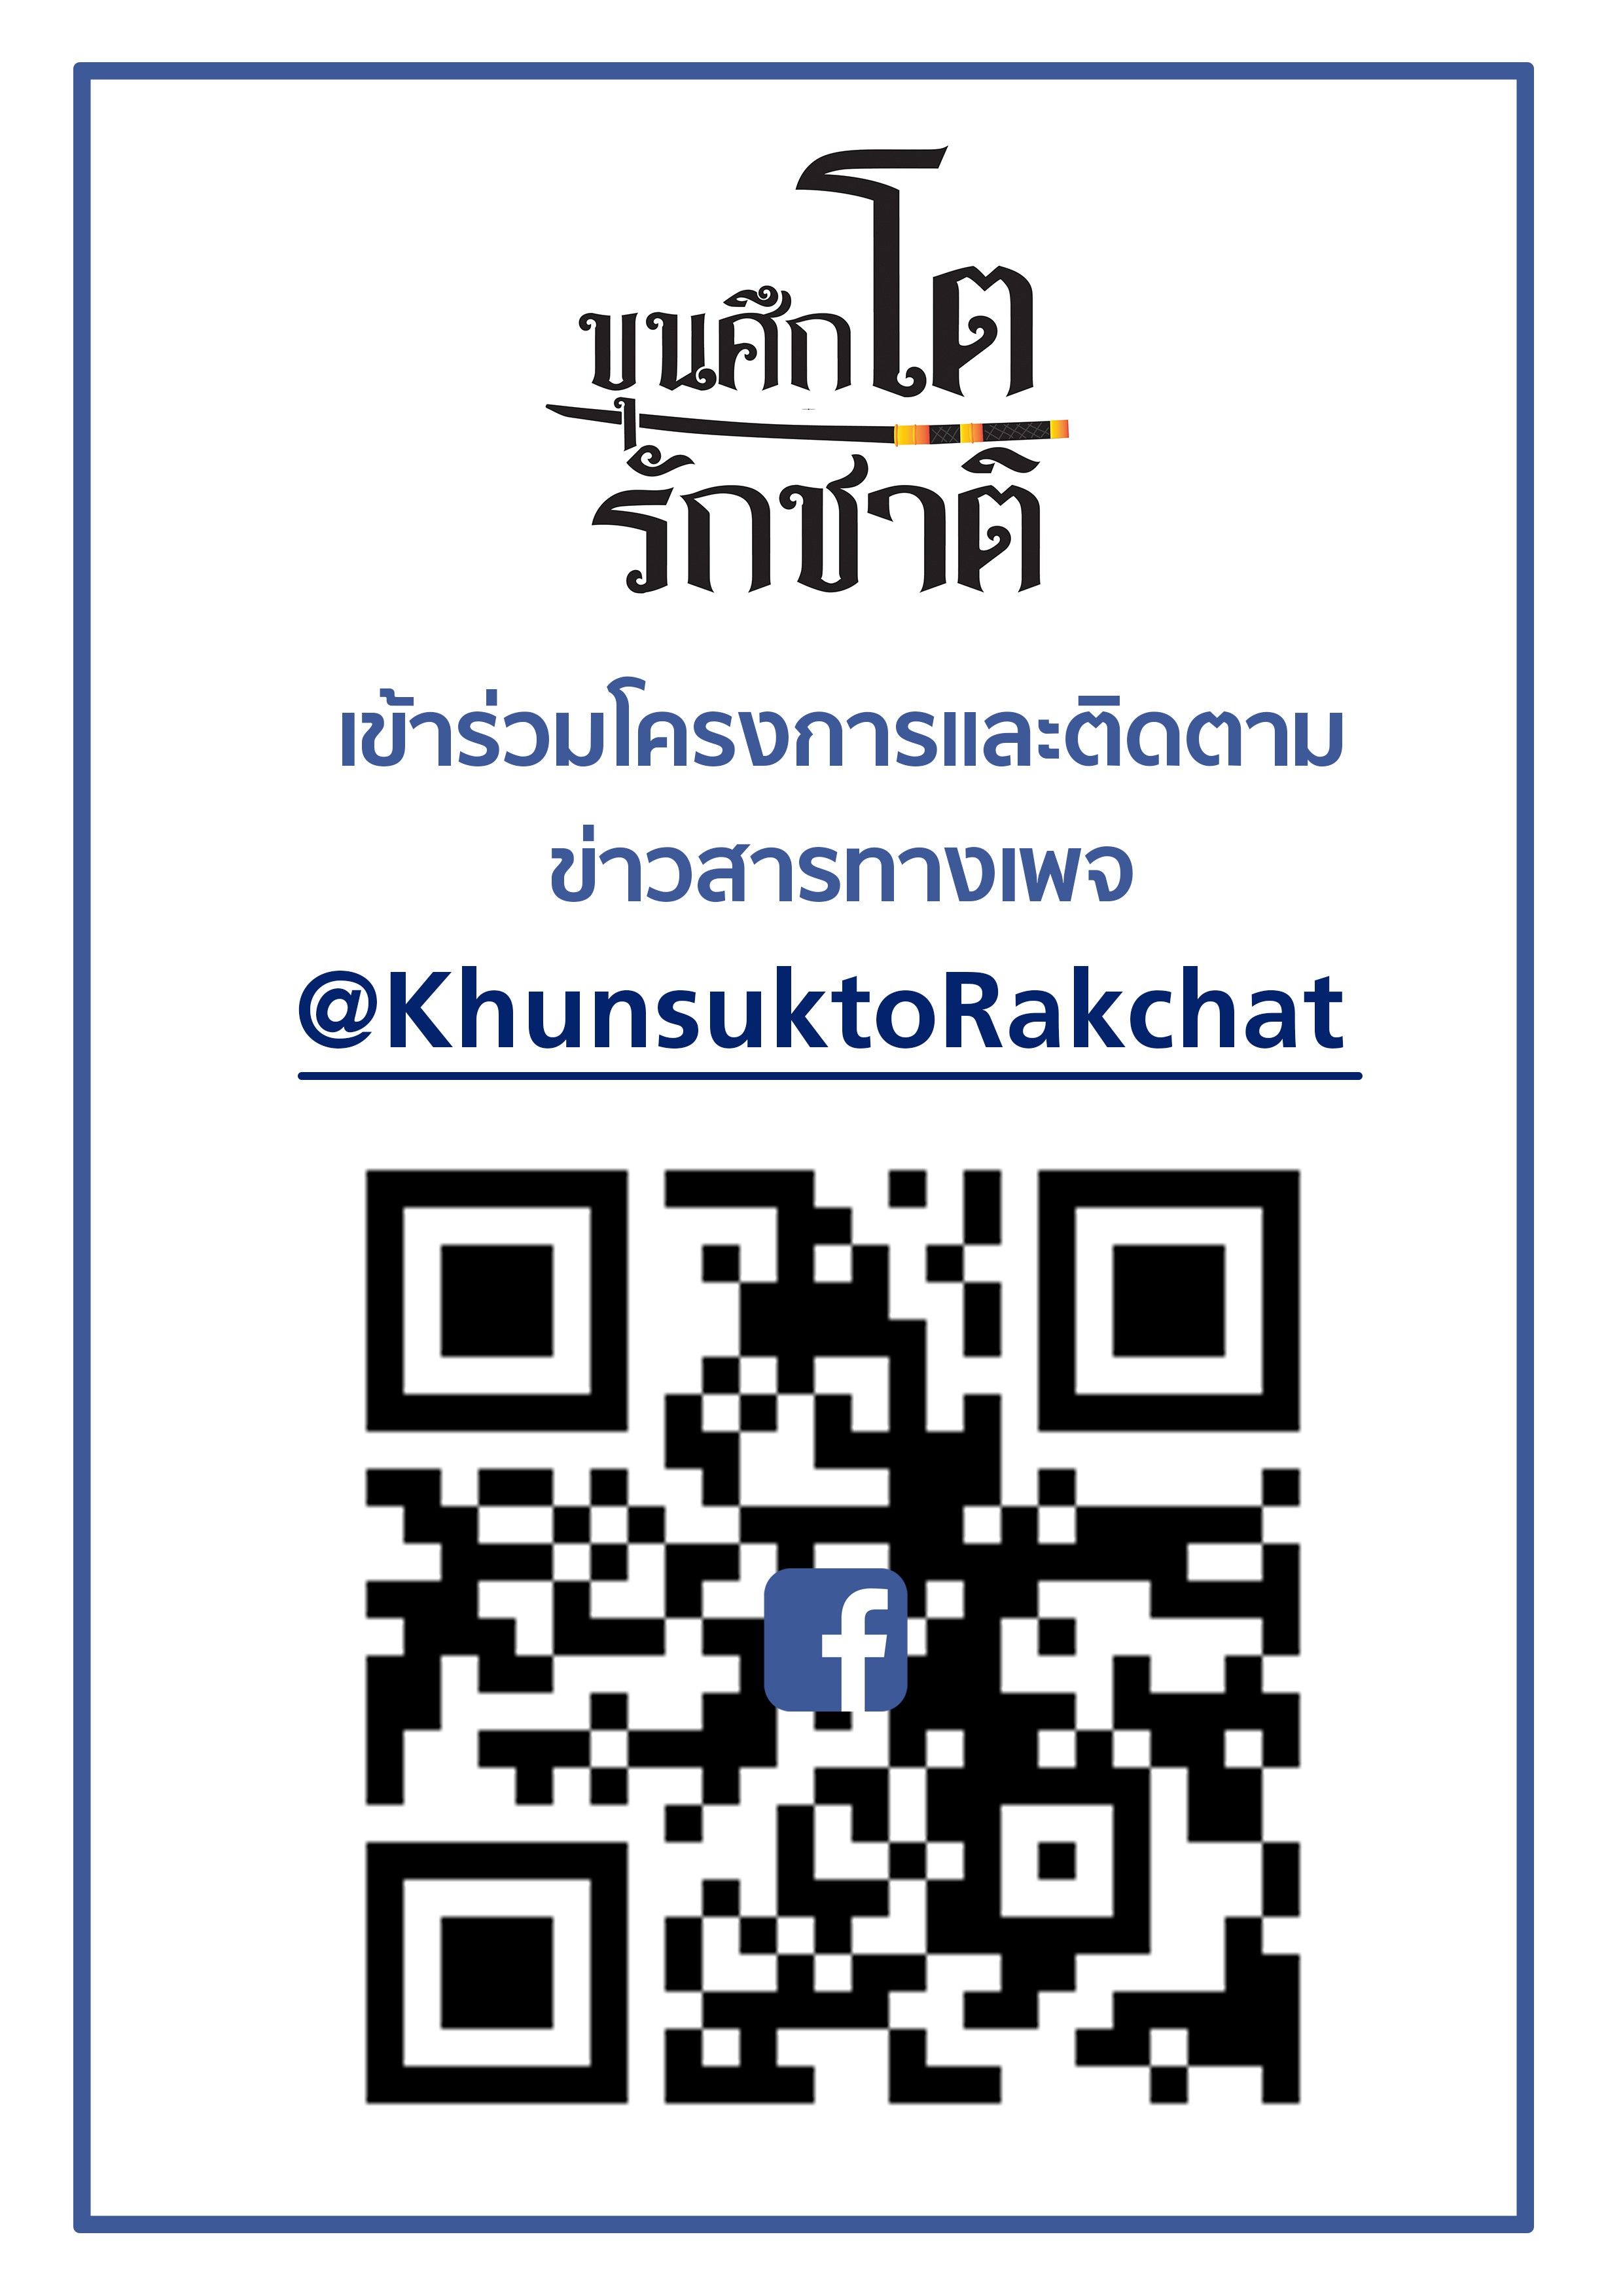 ขุนศึกโต
รักชาติ
เข้าร่วมโครงการและติดตาม
ข่าวสารทางเพจ
@KhunsuktoRakchat
f